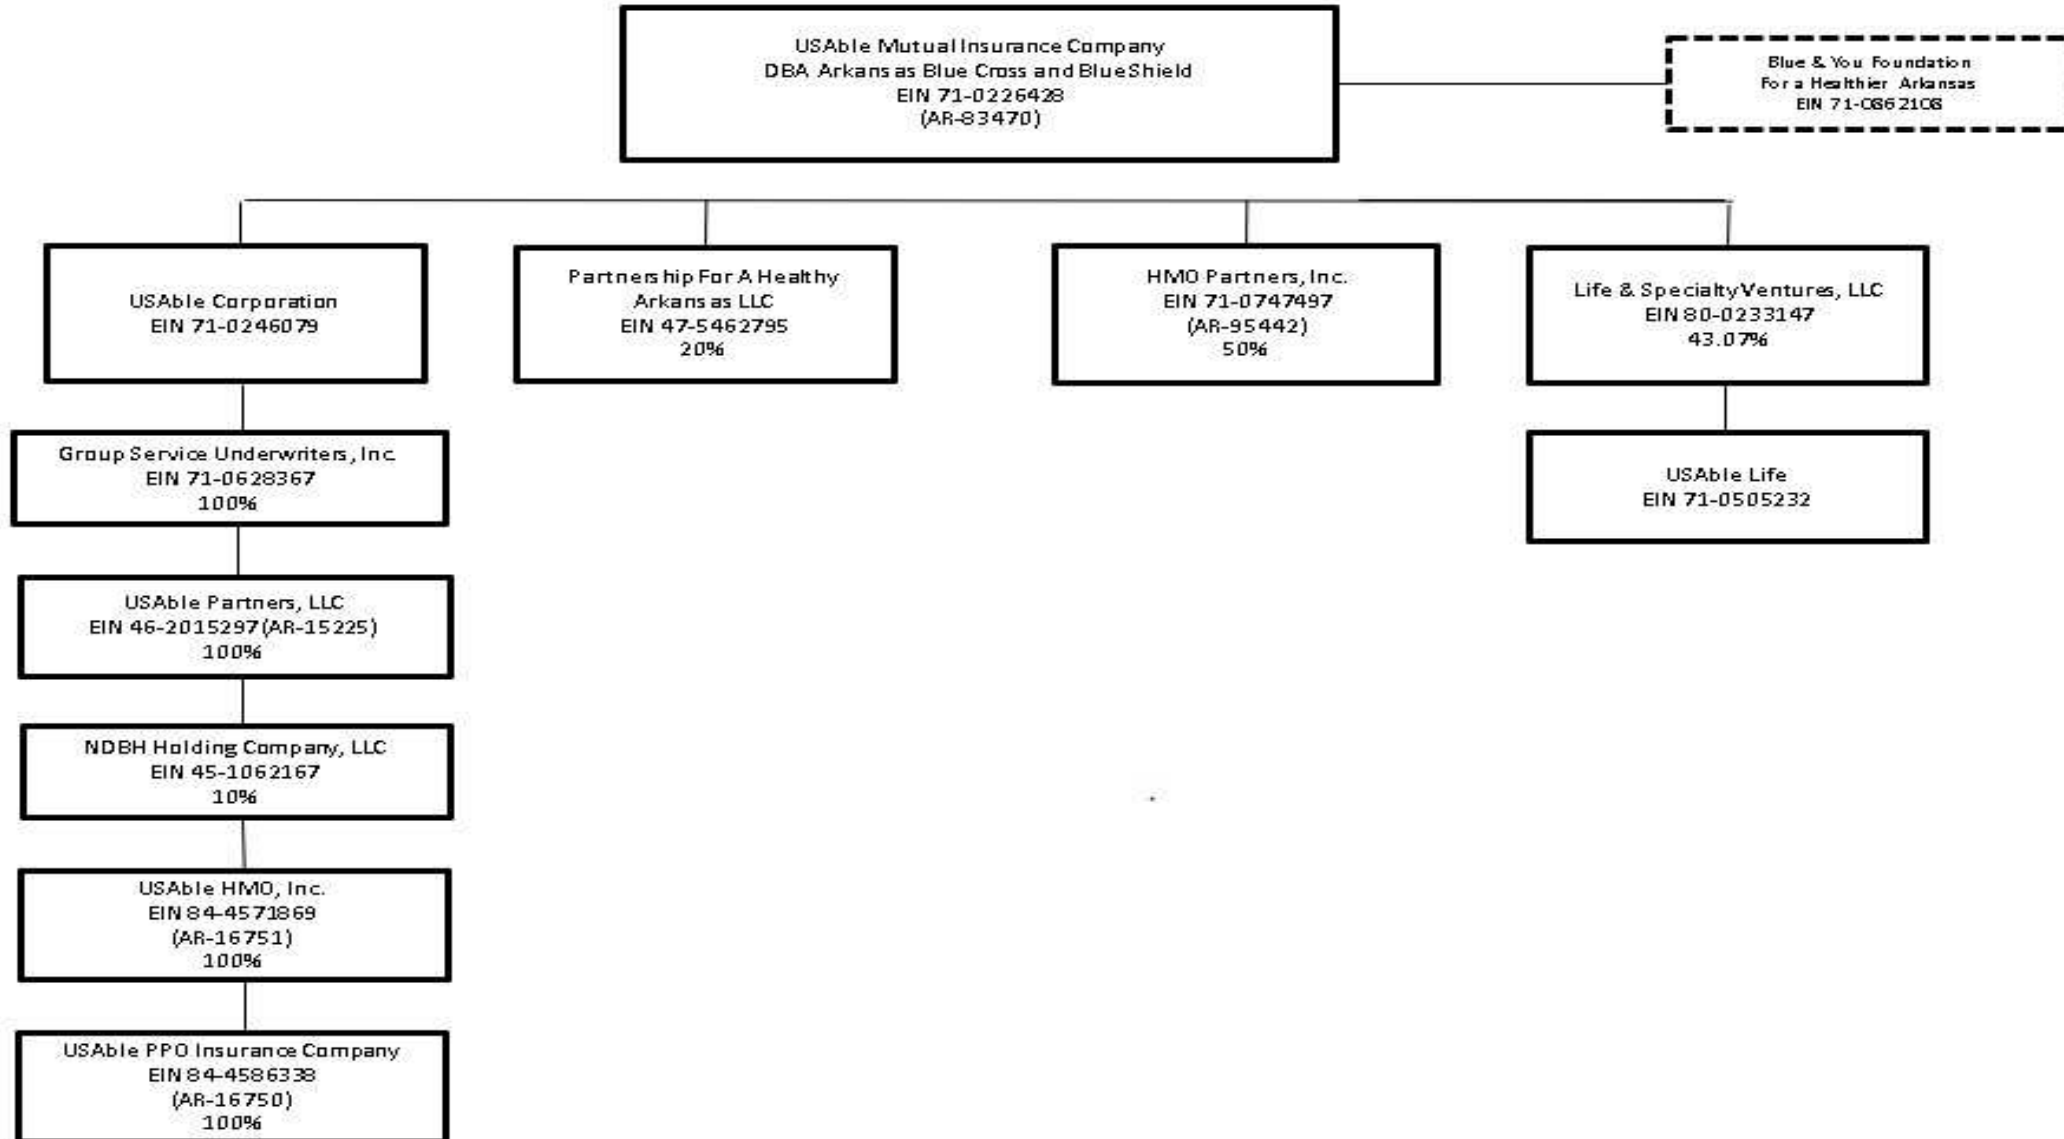 USAble Mutual Insurance Company
DBA Arkansas Blue Cross and Blue Shield
EIN 71-0226428
(AR-83470)
Blue & You Foundation
For a Healthier Arkansas
EIN 71-0862108
USAble Corporation
EIN 71-0246079
Partnership For A Healthy
Arkansas LLC
EIN 47-5462795
20%
HMO Partners, Inc.
EIN 71-0747497
(AR-95442)
50%
Life & Specialty Ventures, LLC
EIN 80-0233147
43.07%
Group Service Underwriters, Inc
EIN 71-0628367
100%
USAble Life
EIN 71-0505232
USAble Partners, LLC
EIN 46-2015297 (AR-15225)
100%
NDBH Holding Company, LLC
EIN 45-1062167
10%
USAble HMO, Inc.
EIN 84-4571869
(AR-16751)
100%
USAble PPO Insurance Company
EIN 84-4586338
(AR-16750)
100%